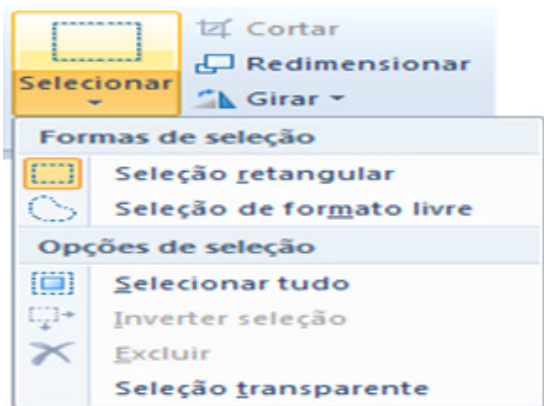 Cortar
Redimensionar
Selecionar
Girar
Formas de seleção
Seleção retangular
Seleção de formato livre
Opções de seleção
Selecionar tudo
Inverter seleção
Excluir
Seleção transparente